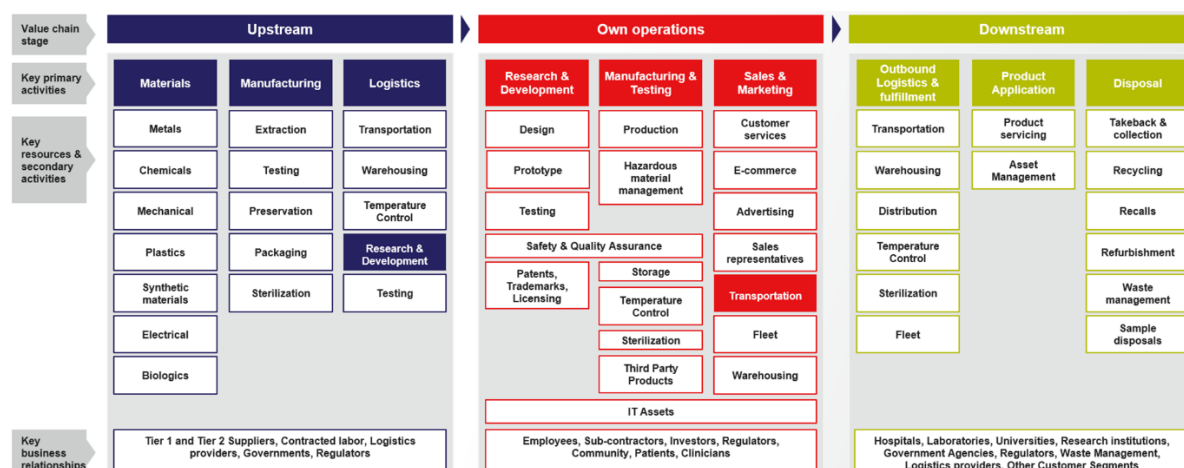 Value chain
stage
Upstream
Own operations
Downstream
Key primary
activities
Materials
Manufacturing
Logistics
Research &
Development
Manufacturing &
Testing
Sales &
Marketing
Outbound
Logistics &
fulfillment
Product
Application
Disposal
Key
resources &
secondary
activities
Metals
Chemicals
Mechanical
Plastics
Synthetic
materials
Electrical
Biologics
Extraction
Testing
Preservation
Packaging
Sterilization
Transportation
Warehousing
Temperature
Control
Research &
Development
Testing
Design
Prototype
Testing
Safety & Quality Assurance
Patents,
Trademarks,
Licensing
Production
Hazardous
material
management
Storage
Temperature
Control
Sterilization
Third Party
Products
Customer
services
E-commerce
Advertising
Sales
representatives
Transportation
Fleet
Warehousing
IT Assets
Transportation
Warehousing
Distribution
Temperature
Control
Sterilization
Fleet
Product
servicing
Asset
Management
Takeback &
collection
Recycling
Recalls
Refurbishment
Waste
management
Sample
disposals
Key
business
relationships
Tier 1 and Tier 2 Suppliers, Contracted labor, Logistics
providers, Governments, Regulators
Employees, Sub-contractors, Investors, Regulators,
Community, Patients, Clinicians
Hospitals, Laboratories, Universities, Research institutions,
Government Agencies, Regulators, Waste Management,
Logistics providers, Other Customer Segments